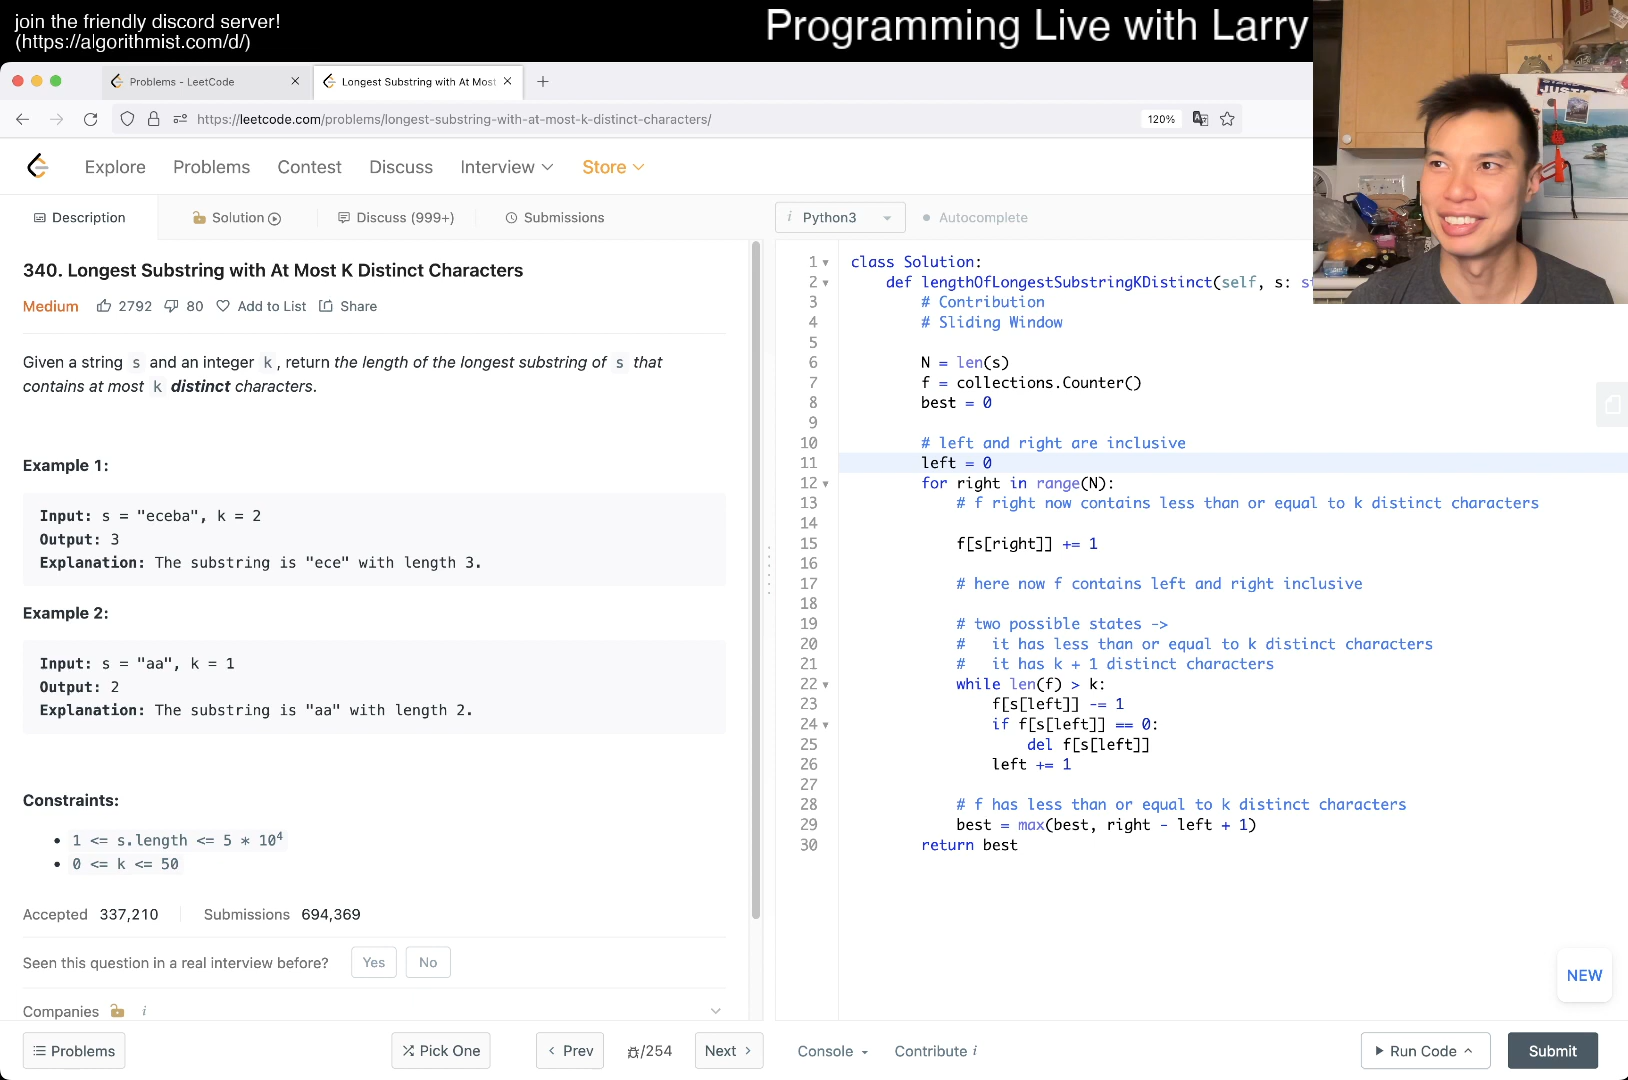 join the friendly discord server!
(https://algorithmist.com/d/)
Programming Live with Larry
Problems - LeetCode
Longest Substring with At Most
https://leetcode.com/problems/longest-substring-with-at-most-k-distinct-characters/
120%
Explore
Problems
Contest
Discuss
Interview
Store
Description
Solution
Discuss (999+)
Submissions
i Python3
Autocomplete
340. Longest Substring with At Most K Distinct Characters
Medium 2792 80 Add to List Share
Given a string s and an integer k, return the length of the longest substring of s that
contains at most k distinct characters.
Example 1:
Input: s = "eceba", k = 2
Output: 3
Explanation: The substring is "ece" with length 3.
Example 2:
Input: s = "aa", k = 1
Output: 2
Explanation: The substring is "aa" with length 2.
Constraints:
• 1 <= s.length <= 5 * 10⁴
• 0 <= k <= 50
Accepted 337,210 Submissions 694,369
Seen this question in a real interview before? Yes No
Companies i
1 class Solution:
2 def lengthOfLongestSubstringKDistinct(self, s: st
3 # Contribution
4 # Sliding Window
5
6 N = len(s)
7 f = collections.Counter()
8 best = 0
9
10 # left and right are inclusive
11 left = 0
12 for right in range(N):
13 # f right now contains less than or equal to k distinct characters
14
15 f[s[right]] += 1
16
17 # here now f contains left and right inclusive
18
19 # two possible states ->
20 # it has less than or equal to k distinct characters
21 # it has k + 1 distinct characters
22 while len(f) > k:
23 f[s[left]] -= 1
24 if f[s[left]] == 0:
25 del f[s[left]]
26 left += 1
27
28 # f has less than or equal to k distinct characters
29 best = max(best, right - left + 1)
30 return best
NEW
Problems
Pick One
Prev
/254
Next
Console
Contribute i
Run Code
Submit